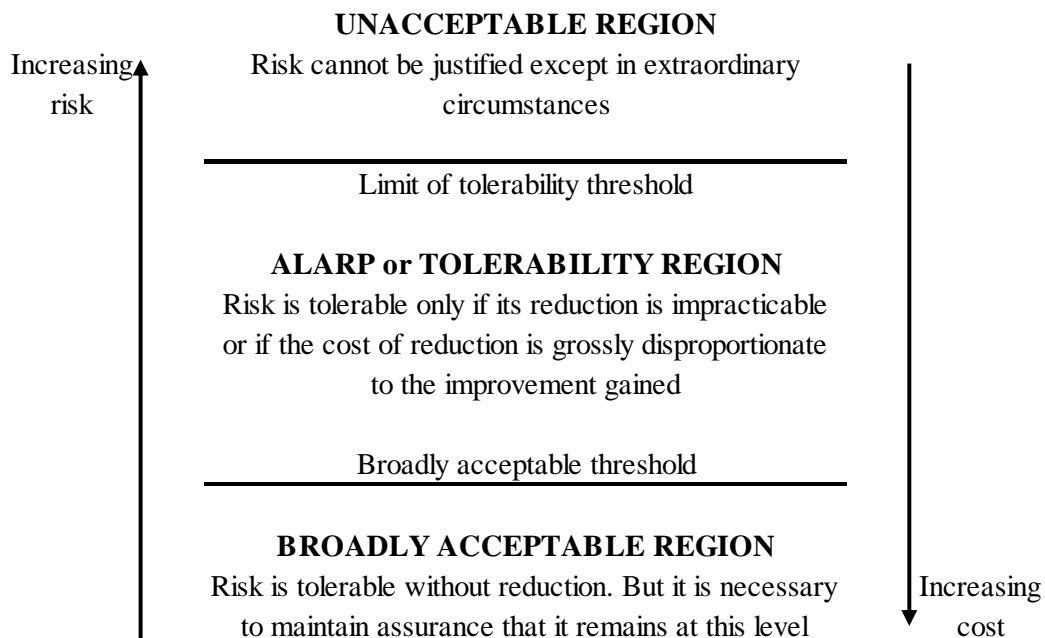 UNACCEPTABLE REGION
Increasing
risk
Risk cannot be justified except in extraordinary
circumstances
Limit of tolerability threshold
ALARP or TOLERABILITY REGION
Risk is tolerable only if its reduction is impracticable
or if the cost of reduction is grossly disproportionate
to the improvement gained
Broadly acceptable threshold
BROADLY ACCEPTABLE REGION
Risk is tolerable without reduction. But it is necessary
to maintain assurance that it remains at this level
Increasing
cost